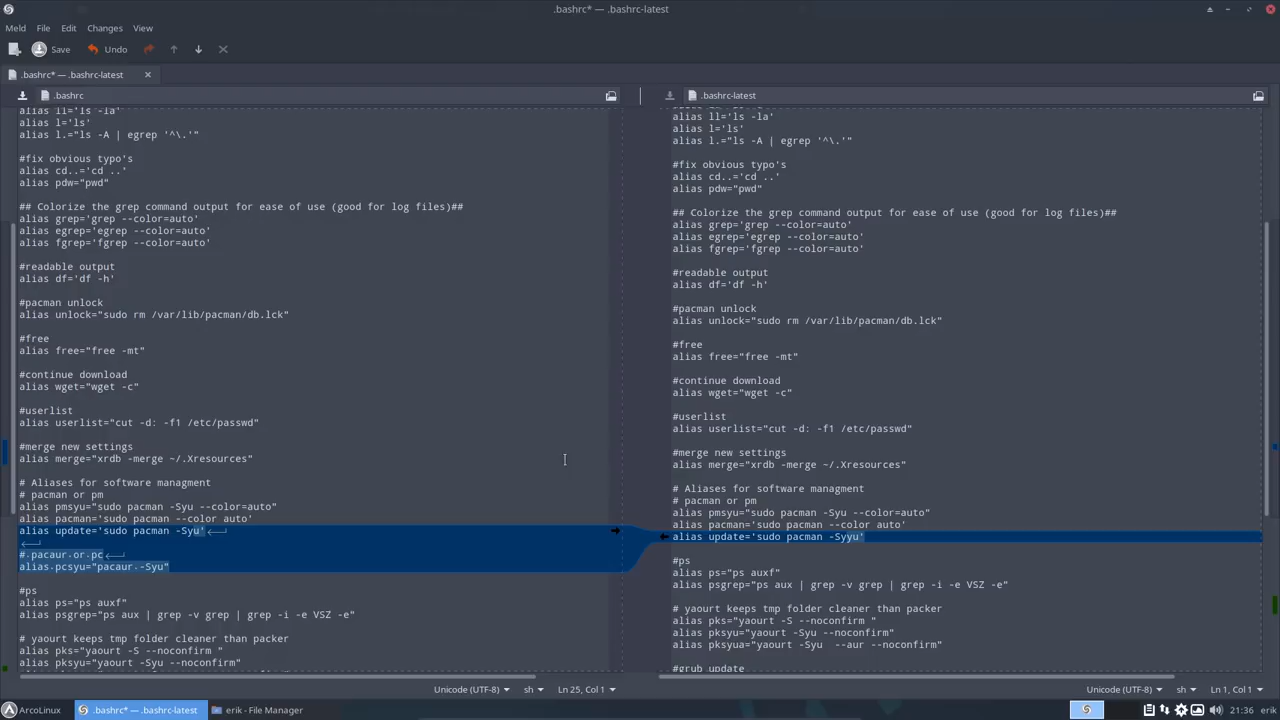 .bashrc* — .bashrc-latest
Meld File Edit Changes View
Save Undo
.bashrc* — .bashrc-latest
.bashrc
alias ll='ls -la'
alias l='ls'
alias l.="ls -A | egrep '^\.'"
#fix obvious typo's
alias cd..='cd ..'
alias pdw="pwd"
## Colorize the grep command output for ease of use (good for log files)##
alias grep='grep --color=auto'
alias egrep='egrep --color=auto'
alias fgrep='fgrep --color=auto'
#readable output
alias df='df -h'
#pacman unlock
alias unlock="sudo rm /var/lib/pacman/db.lck"
#free
alias free="free -mt"
#continue download
alias wget="wget -c"
#userlist
alias userlist="cut -d: -f1 /etc/passwd"
#merge new settings
alias merge="xrdb -merge ~/.Xresources"
# Aliases for software managment
# pacman or pm
alias pmsyu="sudo pacman -Syu --color=auto"
alias pacman='sudo pacman --color auto'
alias update='sudo pacman -Syu'
# pacaur or pc
alias pcsyu="pacaur -Syu"
#ps
alias ps="ps auxf"
alias psgrep="ps aux | grep -v grep | grep -i -e VSZ -e"
# yaourt keeps tmp folder cleaner than packer
alias pks="yaourt -S --noconfirm "
alias pksyu="yaourt -Syu --noconfirm"
.bashrc-latest
alias ll='ls -la'
alias l='ls'
alias l.="ls -A | egrep '^\.'"
#fix obvious typo's
alias cd..='cd ..'
alias pdw="pwd"
## Colorize the grep command output for ease of use (good for log files)##
alias grep='grep --color=auto'
alias egrep='egrep --color=auto'
alias fgrep='fgrep --color=auto'
#readable output
alias df='df -h'
#pacman unlock
alias unlock="sudo rm /var/lib/pacman/db.lck"
#free
alias free="free -mt"
#continue download
alias wget="wget -c"
#userlist
alias userlist="cut -d: -f1 /etc/passwd"
#merge new settings
alias merge="xrdb -merge ~/.Xresources"
# Aliases for software managment
# pacman or pm
alias pmsyu="sudo pacman -Syu --color=auto"
alias pacman='sudo pacman --color auto'
alias update='sudo pacman -Syyu'
#ps
alias ps="ps auxf"
alias psgrep="ps aux | grep -v grep | grep -i -e VSZ -e"
# yaourt keeps tmp folder cleaner than packer
alias pks="yaourt -S --noconfirm "
alias pksyu="yaourt -Syu --noconfirm"
alias pksyua="yaourt -Syu  --aur --noconfirm"
#grub update
Unicode (UTF-8) sh Ln 25, Col 1
Unicode (UTF-8) sh Ln 1, Col 1
ArcoLinux .bashrc* — .bashrc-latest erik - File Manager 21:36 erik